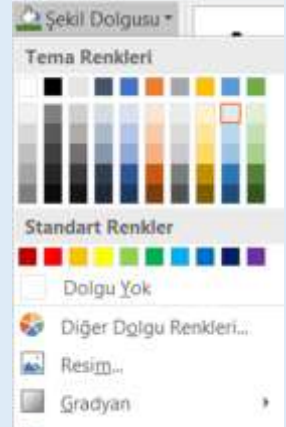 Şekil Dolgusu
Tema Renkleri
Standart Renkler
Dolgu Yok
Diğer Dolgu Renkleri...
Resim...
Gradyan